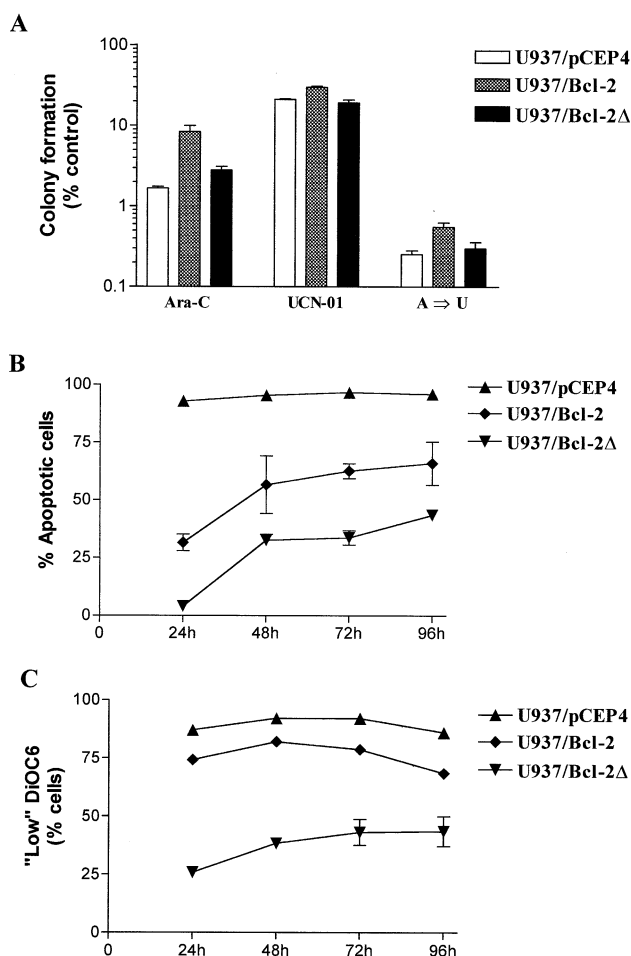 A
Colony formation
(% control)
100
10
1
0.1
Ara-C
UCN-01
A ⇒ U
U937/pCEP4
U937/Bcl-2
U937/Bcl-2Δ
B
% Apoptotic cells
100
75
50
25
0
0
24h
48h
72h
96h
U937/pCEP4
U937/Bcl-2
U937/Bcl-2Δ
C
"Low" DiOC6
(% cells)
100
75
50
25
0
0
24h
48h
72h
96h
U937/pCEP4
U937/Bcl-2
U937/Bcl-2Δ